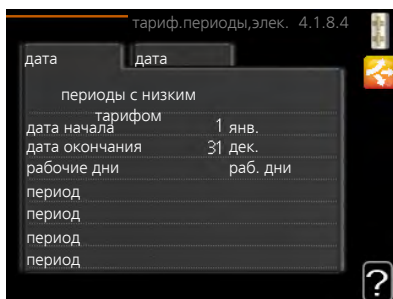 тариф.периоды,элек. 4.1.8.4
дата дата
периоды с низким
тарифом
дата начала 1 янв.
дата окончания 31 дек.
рабочие дни раб. дни
период
период
период
период
?